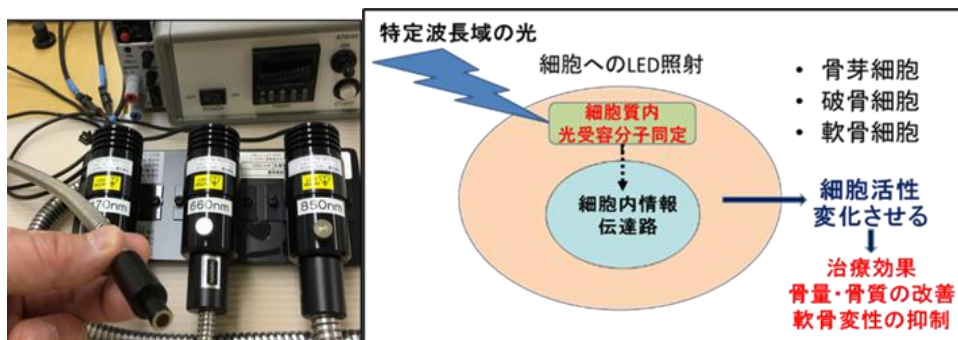 470nm
660nm
850nm
POWER
特定波長域の光
細胞へのLED照射
細胞質内
光受容分子同定
細胞内情報
伝達路
・ 骨芽細胞
・ 破骨細胞
・ 軟骨細胞
細胞活性
変化させる
治療効果
骨量・骨質の改善
軟骨変性の抑制